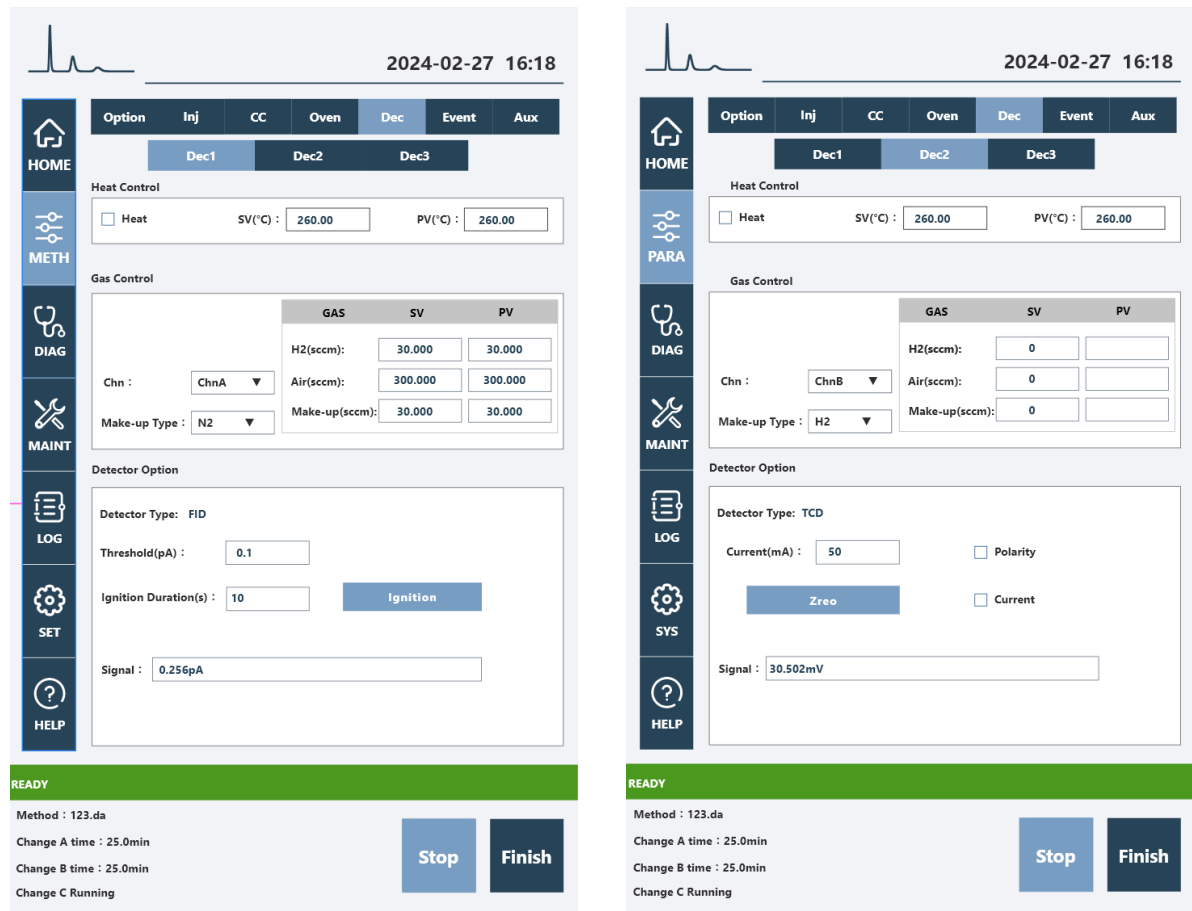 2024-02-27 16:18
Option Inj CC Oven Dec Event Aux
Dec1 Dec2 Dec3
HOME
METH
DIAG
MAINT
LOG
SET
HELP
Heat Control
Heat SV(°C)： 260.00 PV(°C)： 260.00
Gas Control
GAS SV PV
H2(sccm): 30.000 30.000
Air(sccm): 300.000 300.000
Make-up(sccm): 30.000 30.000
Chn： ChnA ▼
Make-up Type： N2 ▼
Detector Option
Detector Type: FID
Threshold(pA)： 0.1
Ignition Duration(s)： 10 Ignition
Signal： 0.256pA
READY
Method：123.da
Change A time：25.0min
Change B time：25.0min
Change C Running
Stop Finish
2024-02-27 16:18
Option Inj CC Oven Dec Event Aux
Dec1 Dec2 Dec3
HOME
PARA
DIAG
MAINT
LOG
SYS
HELP
Heat Control
Heat SV(°C)： 260.00 PV(°C)： 260.00
Gas Control
GAS SV PV
H2(sccm): 0
Air(sccm): 0
Make-up(sccm): 0
Chn： ChnB ▼
Make-up Type： H2 ▼
Detector Option
Detector Type: TCD
Current(mA)： 50 Polarity
Zreo Current
Signal： 30.502mV
READY
Method：123.da
Change A time：25.0min
Change B time：25.0min
Change C Running
Stop Finish